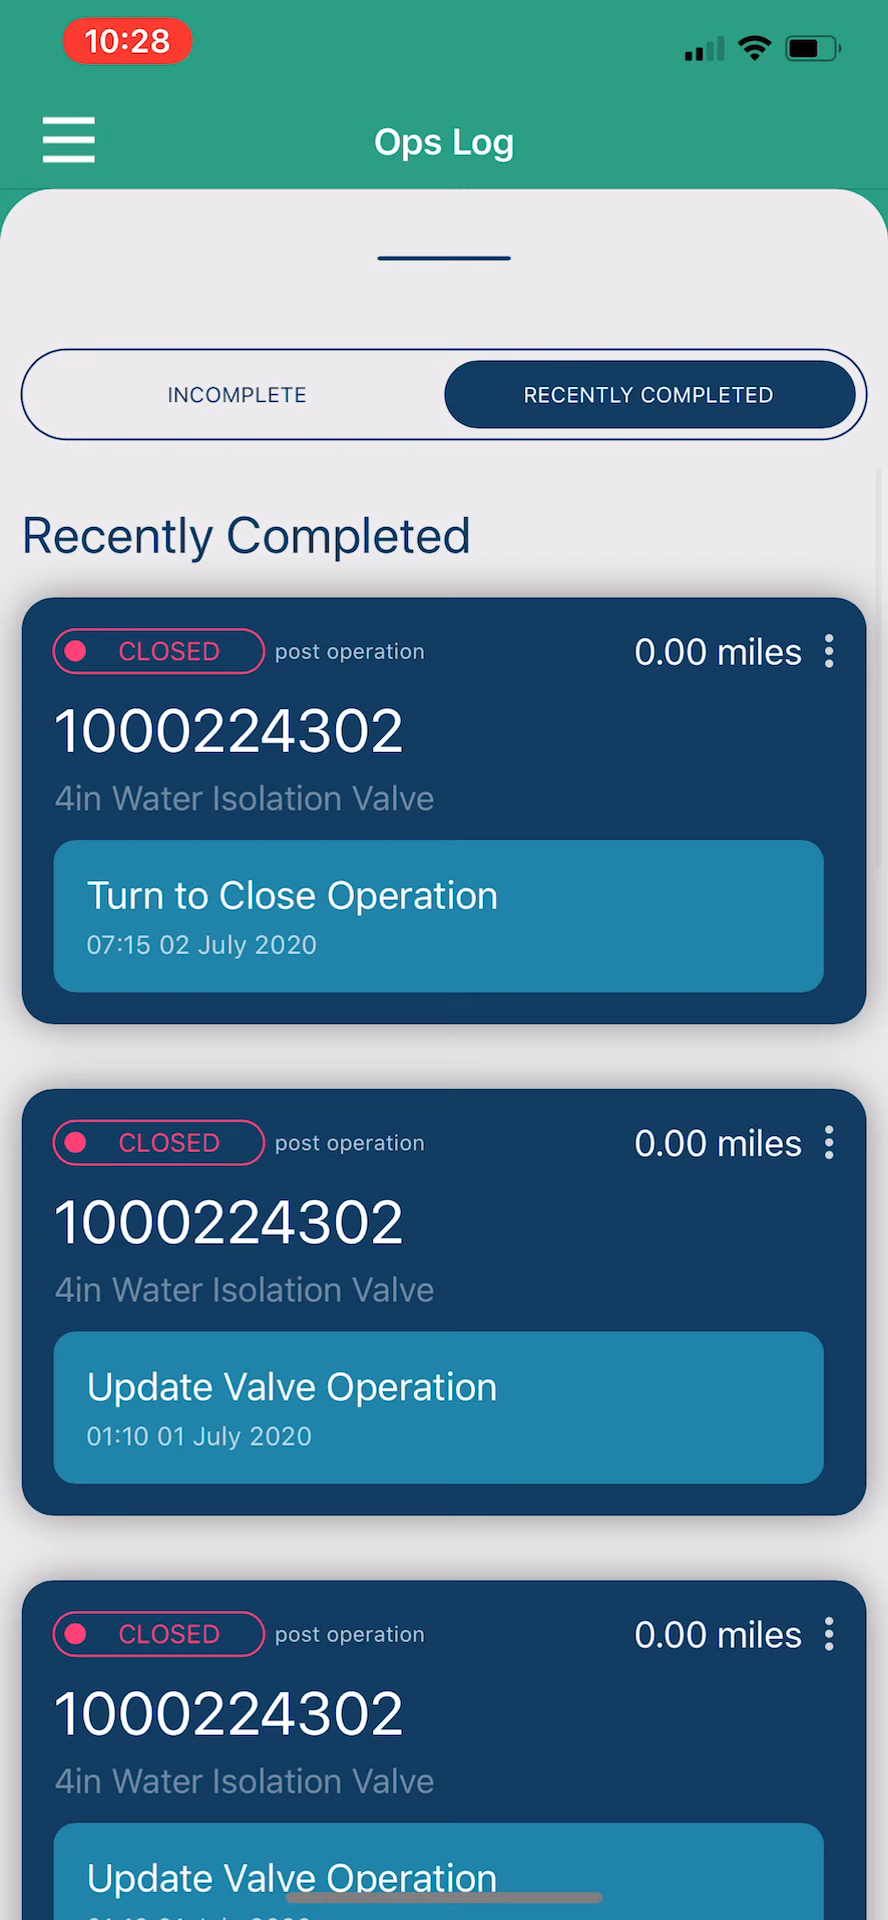 10:28
Ops Log
INCOMPLETE
RECENTLY COMPLETED
Recently Completed
CLOSED post operation 0.00 miles
1000224302
4in Water Isolation Valve
Turn to Close Operation
07:15 02 July 2020
CLOSED post operation 0.00 miles
1000224302
4in Water Isolation Valve
Update Valve Operation
01:10 01 July 2020
CLOSED post operation 0.00 miles
1000224302
4in Water Isolation Valve
Update Valve Operation